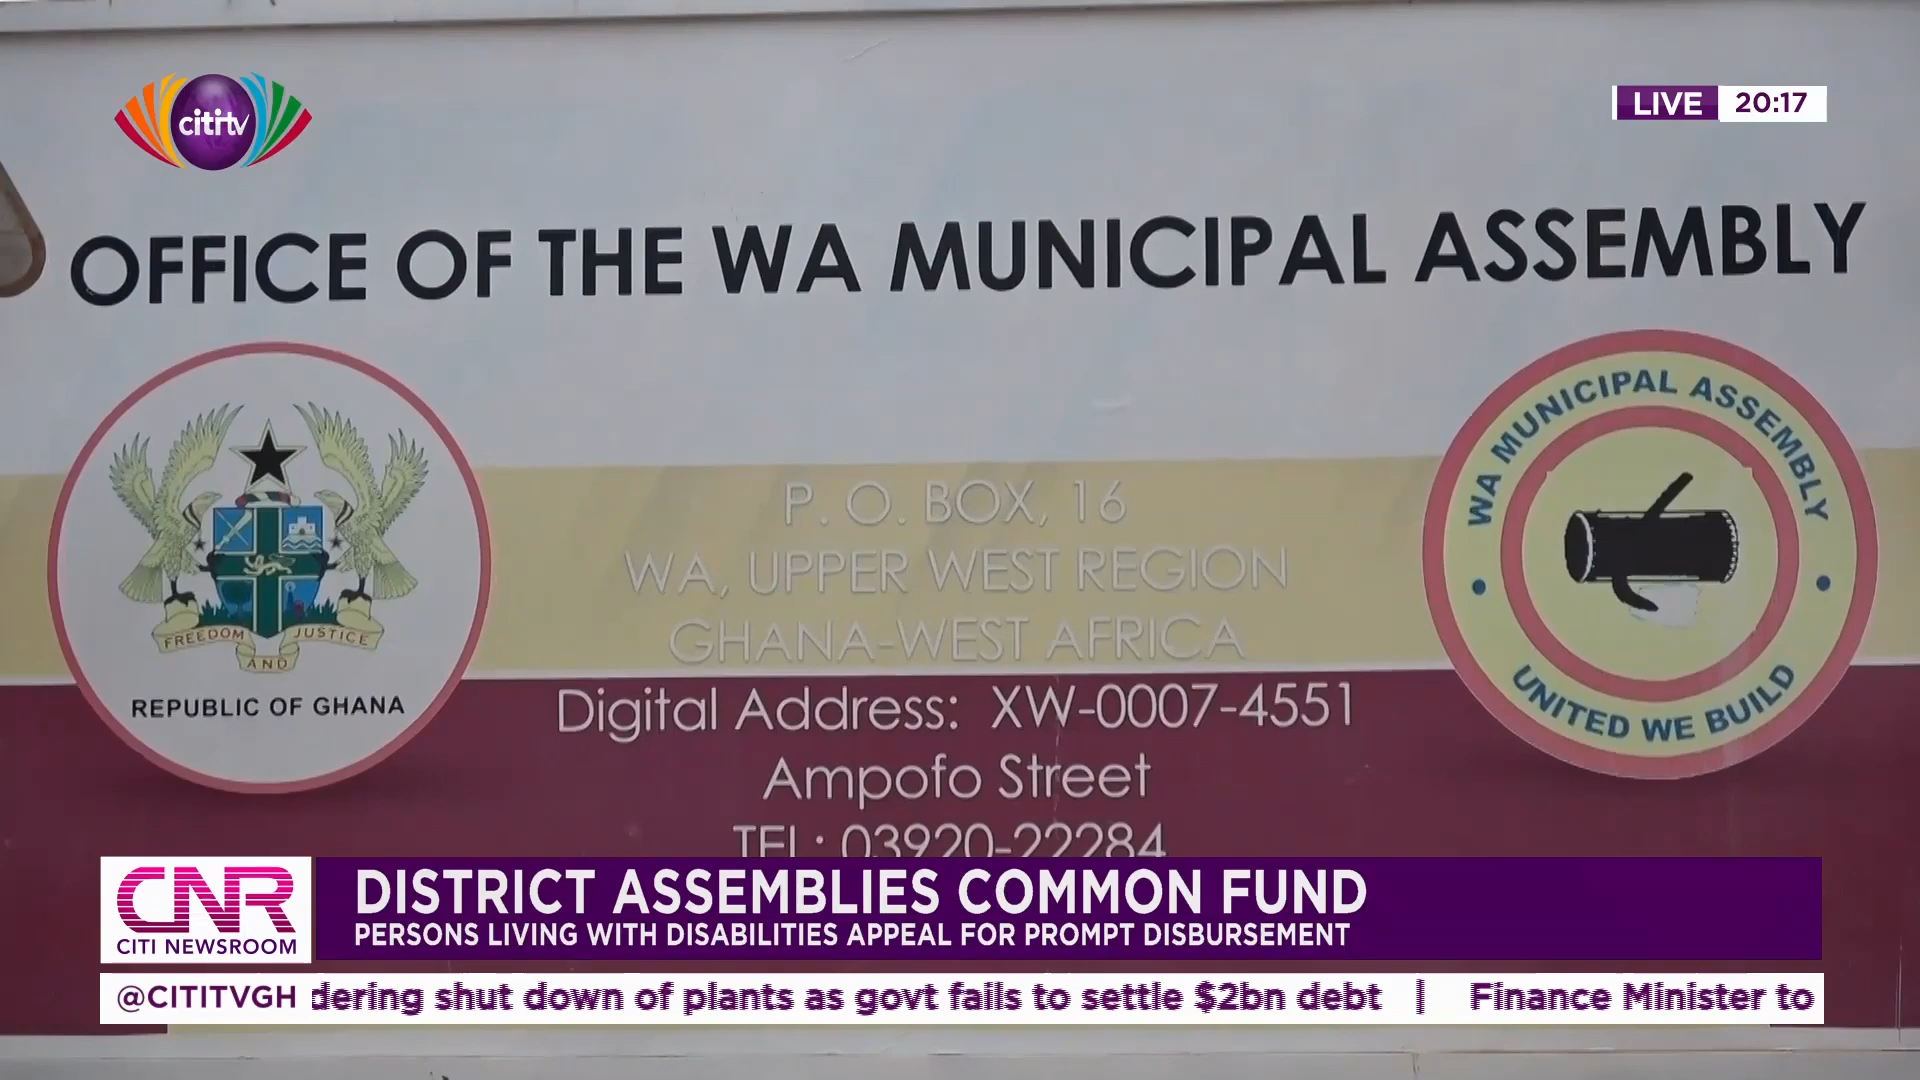 cititv
LIVE 20:17
OFFICE OF THE WA MUNICIPAL ASSEMBLY
WA MUNICIPAL ASSEMBLY
UNITED WE BUILD
FREEDOM AND JUSTICE
REPUBLIC OF GHANA
P. O. BOX, 16
WA, UPPER WEST REGION
GHANA-WEST AFRICA
Digital Address: XW-0007-4551
Ampofo Street
TEL: 03920-22284
CNR
CITI NEWSROOM
DISTRICT ASSEMBLIES COMMON FUND
PERSONS LIVING WITH DISABILITIES APPEAL FOR PROMPT DISBURSEMENT
@CITITVGH dering shut down of plants as govt fails to settle $2bn debt | Finance Minister to